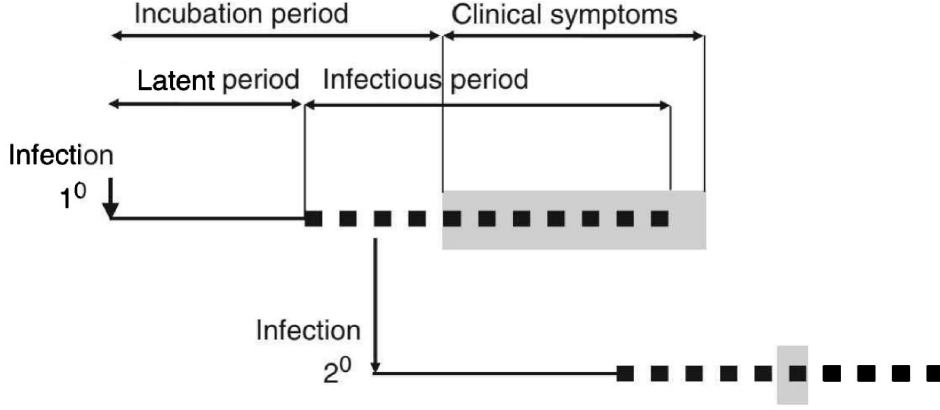 Incubation period
Clinical symptoms
Latent period
Infectious period
Infection
1⁰
Infection
2⁰